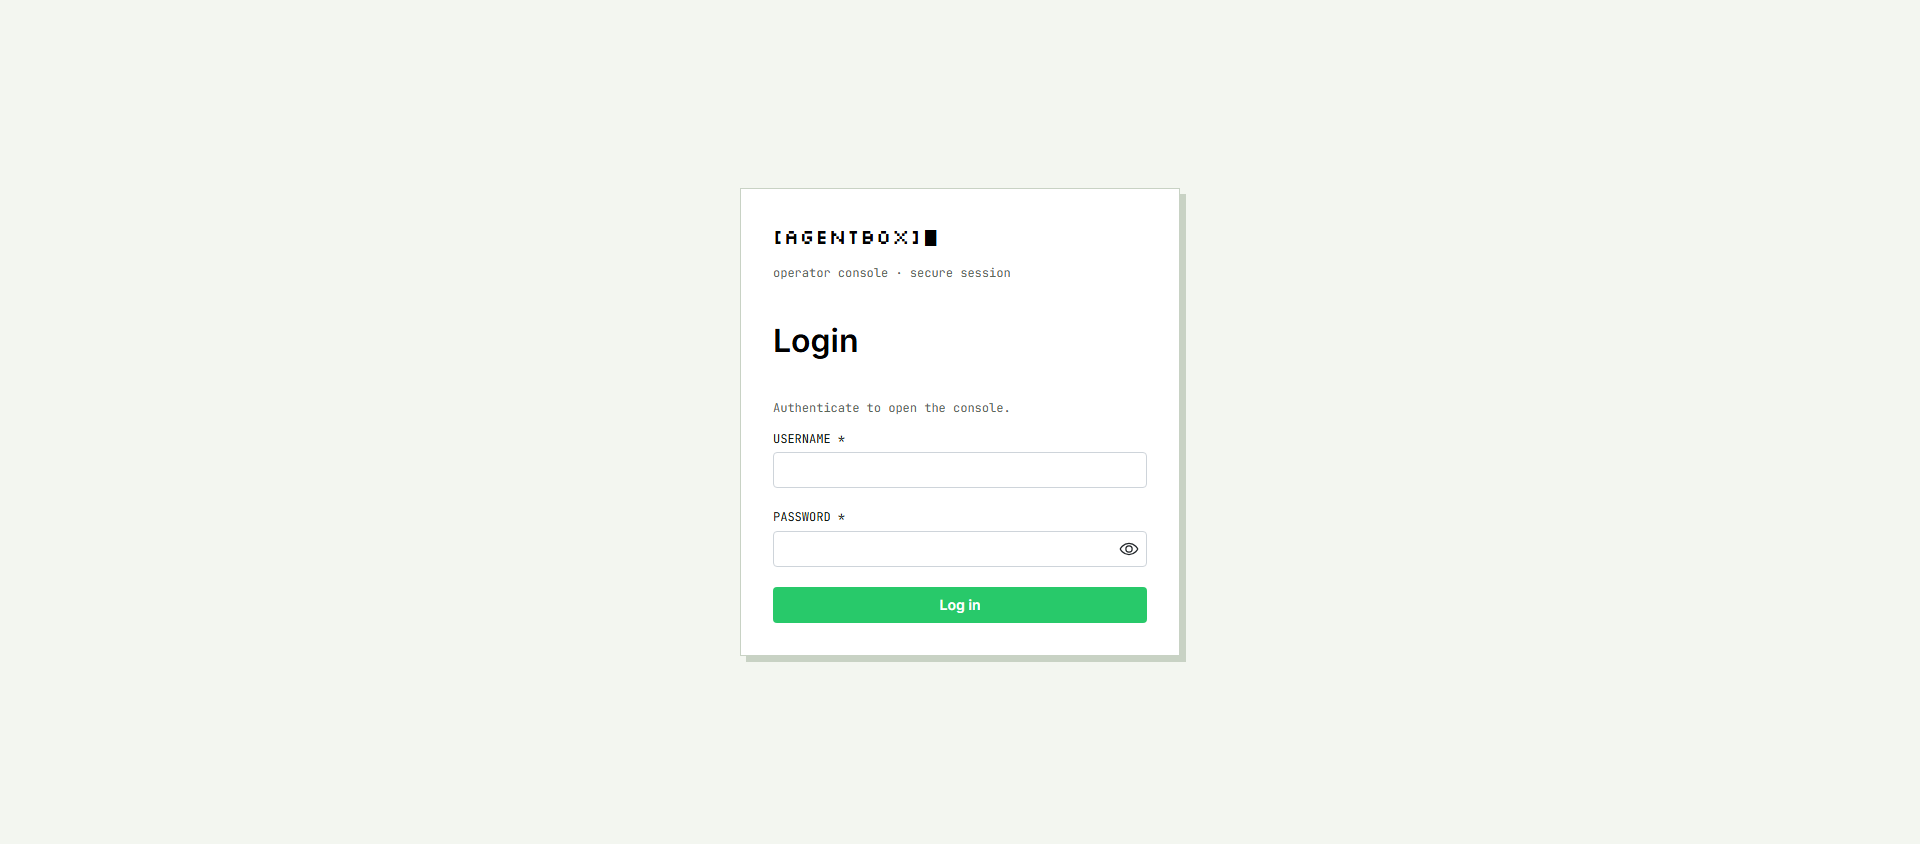 [AGENTBOX]
operator console · secure session
Login
Authenticate to open the console.
USERNAME *
PASSWORD *
Log in